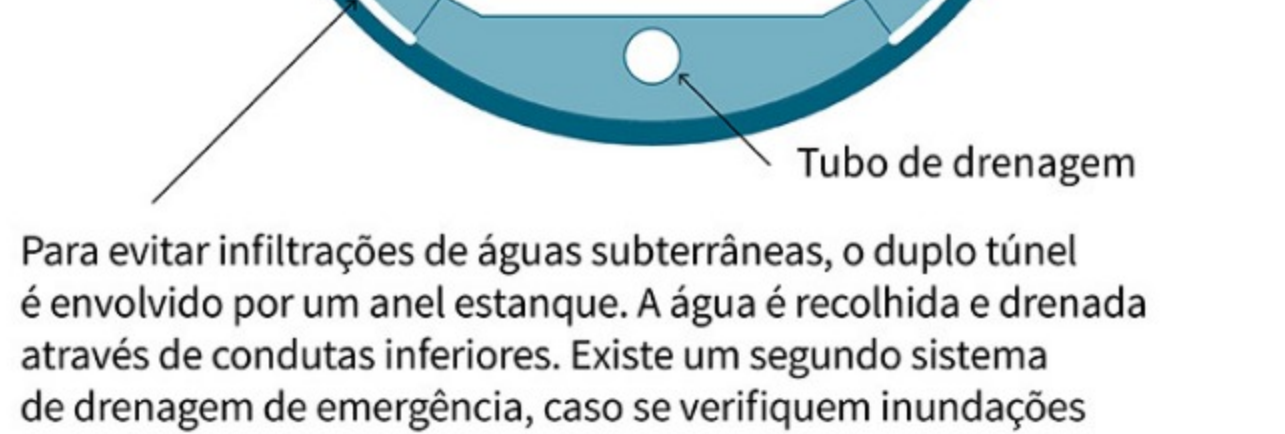 Tubo de drenagem
Para evitar infiltrações de águas subterrâneas, o duplo túnel
é envolvido por um anel estanque. A água é recolhida e drenada
através de condutas inferiores. Existe um segundo sistema
de drenagem de emergência, caso se verifiquem inundações